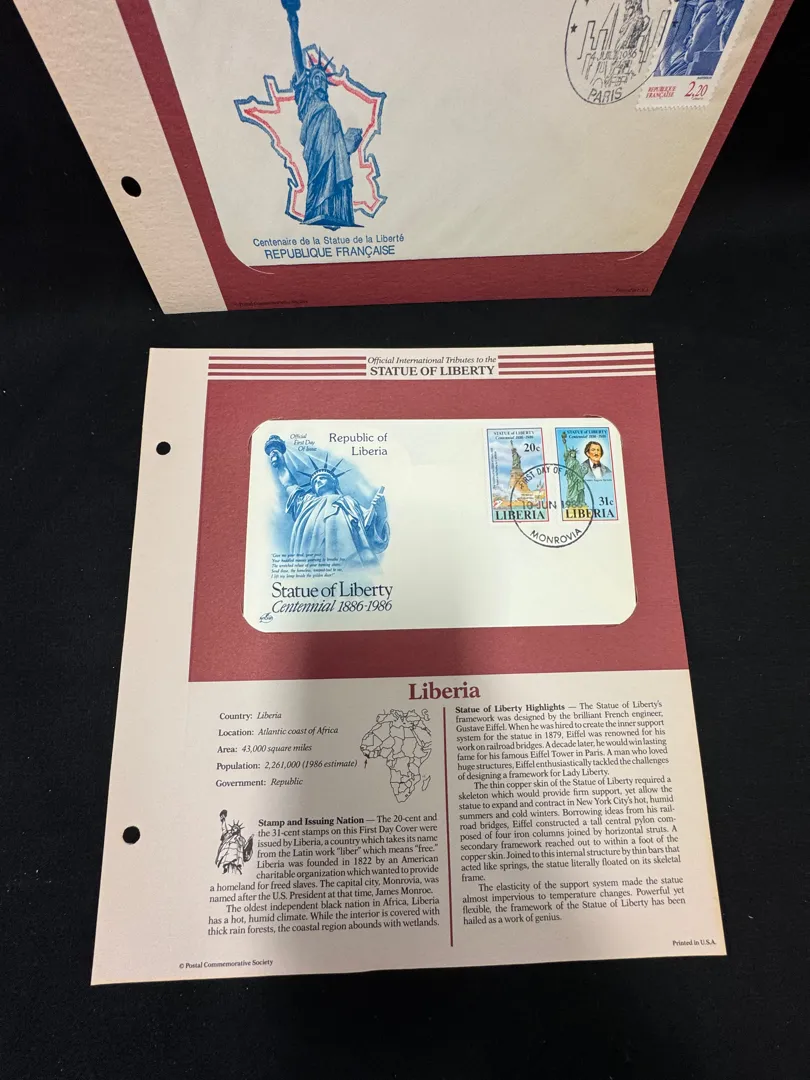 4 JUIL 1986
PARIS
REPUBLIQUE
FRANÇAISE
2,20
Centenaire de la Statue de la Liberté
REPUBLIQUE FRANÇAISE
Official International Tributes to the
STATUE OF LIBERTY
Official
First Day
Of Issue
Republic of
Liberia
STATUE of LIBERTY
Centennial 1886-1986
20c
LIBERIA
STATUE of LIBERTY
Centennial 1886-1986
31c
LIBERIA
FIRST DAY OF
10 JUN 1986
MONROVIA
Statue of Liberty
Centennial 1886-1986
Liberia
Country: Liberia
Location: Atlantic coast of Africa
Area: 43,000 square miles
Population: 2,261,000 (1986 estimate)
Government: Republic
Stamp and Issuing Nation — The 20-cent and
the 31-cent stamps on this First Day Cover were
issued by Liberia, a country which takes its name
from the Latin work "liber" which means "free."
Liberia was founded in 1822 by an American
charitable organization which wanted to provide
a homeland for freed slaves. The capital city, Monrovia, was
named after the U.S. President at that time, James Monroe.
The oldest independent black nation in Africa, Liberia
has a hot, humid climate. While the interior is covered with
thick rain forests, the coastal region abounds with wetlands.
Statue of Liberty Highlights — The Statue of Liberty's
framework was designed by the brilliant French engineer,
Gustave Eiffel. When he was hired to create the inner support
system for the statue in 1879, Eiffel was renowned for his
work on railroad bridges. A decade later, he would win lasting
fame for his famous Eiffel Tower in Paris. A man who loved
huge structures, Eiffel enthusiastically tackled the challenges
of designing a framework for Lady Liberty.
The thin copper skin of the Statue of Liberty required a
skeleton which would provide firm support, yet allow the
statue to expand and contract in New York City's hot, humid
summers and cold winters. Borrowing ideas from his rail-
road bridges, Eiffel constructed a tall central pylon com-
posed of four iron columns joined by horizontal struts. A
secondary framework reached out to within a foot of the
copper skin. Joined to this internal structure by thin bars that
acted like springs, the statue literally floated on its skeletal
frame.
The elasticity of the support system made the statue
almost impervious to temperature changes. Powerful yet
flexible, the framework of the Statue of Liberty has been
hailed as a work of genius.
© Postal Commemorative Society
Printed in U.S.A.